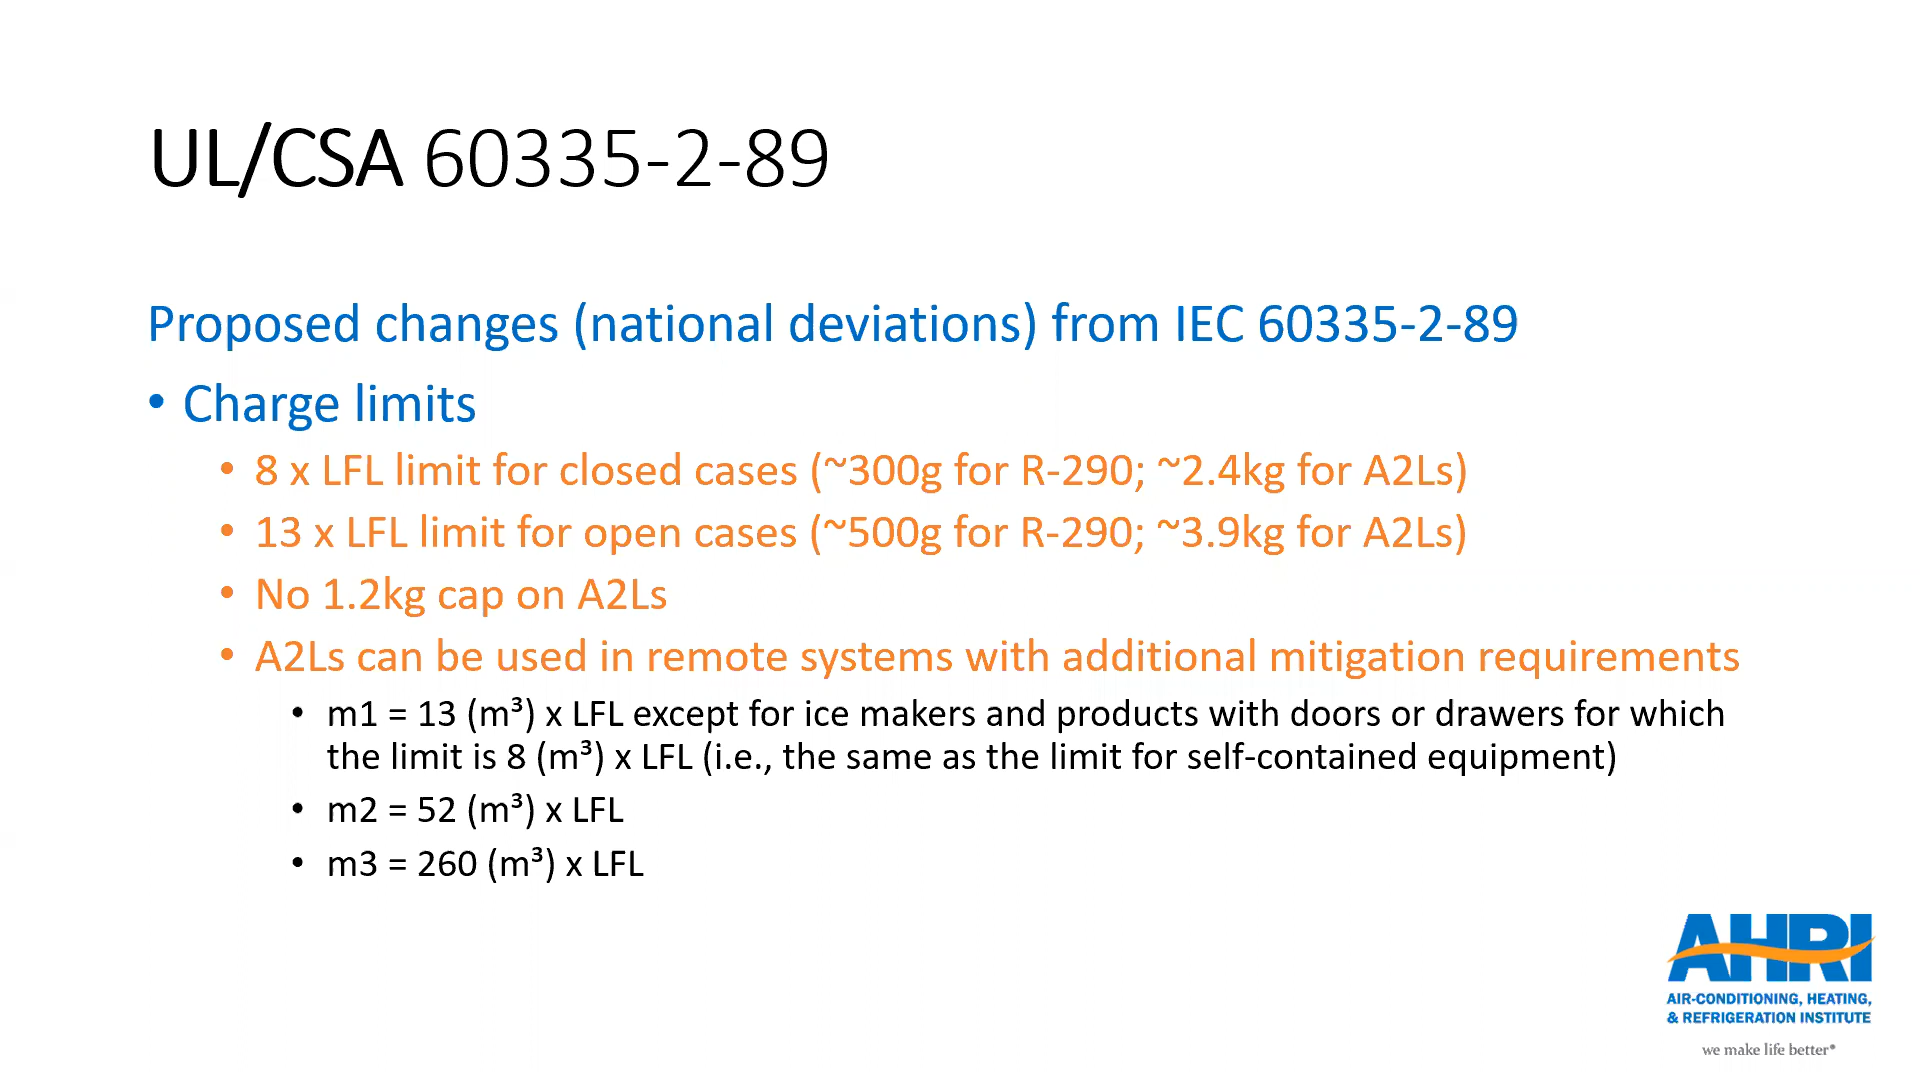 UL/CSA 60335-2-89
Proposed changes (national deviations) from IEC 60335-2-89
• Charge limits
• 8 x LFL limit for closed cases (~300g for R-290; ~2.4kg for A2Ls)
• 13 x LFL limit for open cases (~500g for R-290; ~3.9kg for A2Ls)
• No 1.2kg cap on A2Ls
• A2Ls can be used in remote systems with additional mitigation requirements
• m1 = 13 (m³) x LFL except for ice makers and products with doors or drawers for which
the limit is 8 (m³) x LFL (i.e., the same as the limit for self-contained equipment)
• m2 = 52 (m³) x LFL
• m3 = 260 (m³) x LFL
AHRI
AIR-CONDITIONING, HEATING,
& REFRIGERATION INSTITUTE
we make life better®